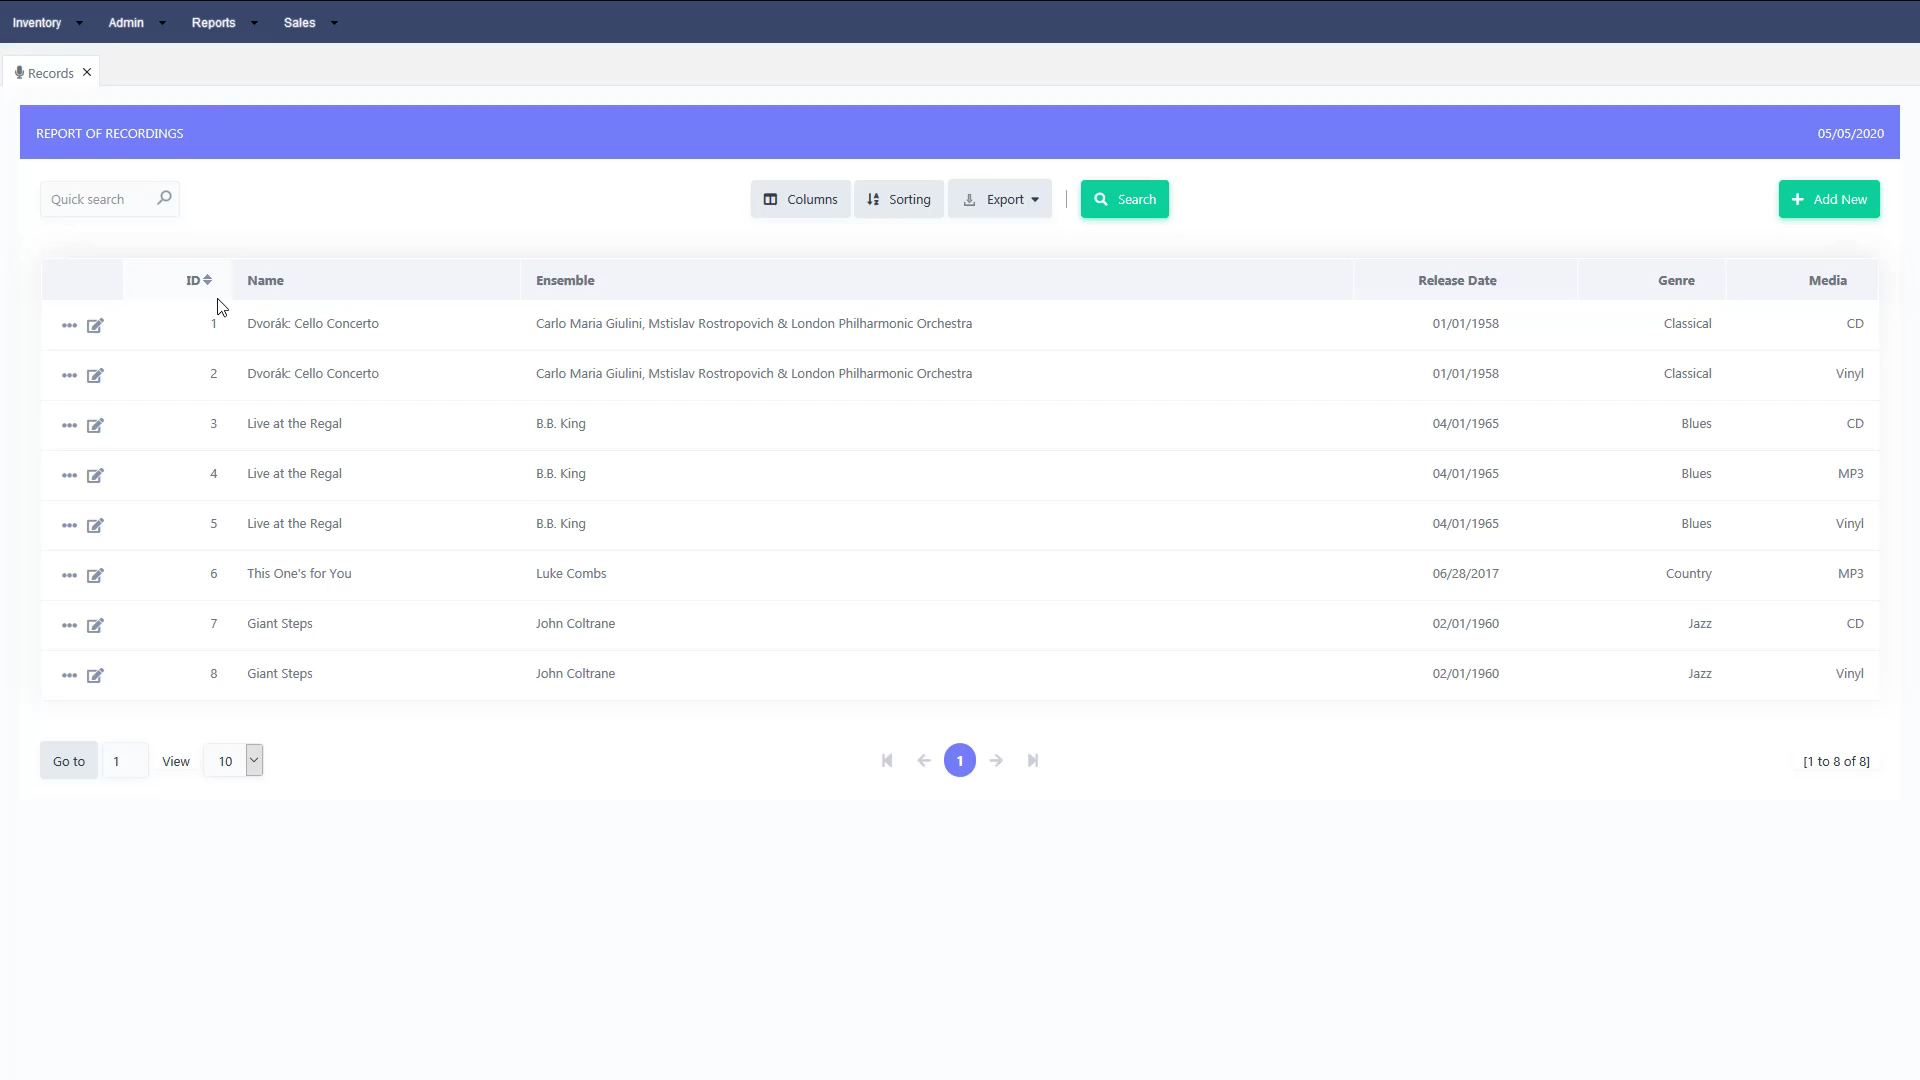 Inventory Admin Reports Sales
Records
REPORT OF RECORDINGS 05/05/2020
Quick search Columns Sorting Export Search Add New
ID Name Ensemble Release Date Genre Media
1 Dvorák: Cello Concerto Carlo Maria Giulini, Mstislav Rostropovich & London Philharmonic Orchestra 01/01/1958 Classical CD
2 Dvorák: Cello Concerto Carlo Maria Giulini, Mstislav Rostropovich & London Philharmonic Orchestra 01/01/1958 Classical Vinyl
3 Live at the Regal B.B. King 04/01/1965 Blues CD
4 Live at the Regal B.B. King 04/01/1965 Blues MP3
5 Live at the Regal B.B. King 04/01/1965 Blues Vinyl
6 This One's for You Luke Combs 06/28/2017 Country MP3
7 Giant Steps John Coltrane 02/01/1960 Jazz CD
8 Giant Steps John Coltrane 02/01/1960 Jazz Vinyl
Go to 1 View 10 1 [1 to 8 of 8]